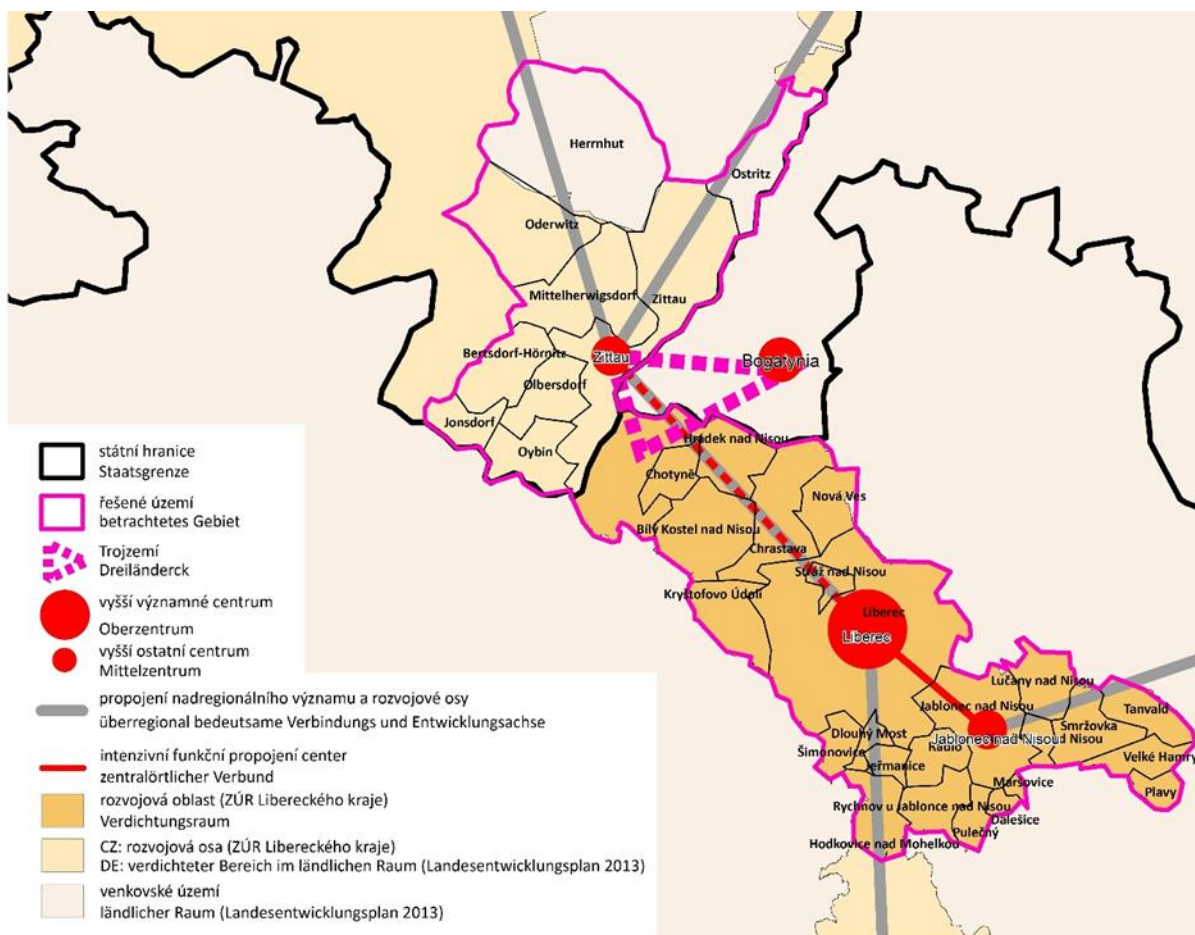 Herrnhut
Ostritz
Oderwitz
Mittelherwigsdorf
Zittau
Bertsdorf-Hörnitz
Zittau
Bogatynia
Olbersdorf
Jonsdorf
Oybin
Hrádek nad Nisou
Chotyně
Nová Ves
Bílý Kostel nad Nisou
Chrastava
Stráž nad Nisou
Kryštofovo Údolí
Liberec
Liberec
Lučany nad Nisou
Jablonec nad Nisou
Tanvald
Smržovka
Dlouhý Most
Jablonec nad Nisou
nad Nisou
Rádlo
Šimonovice
Jeřmanice
Velké Hamry
Maršovice
Plavy
Rychnov u Jablonce nad Nisou
Dalešice
Pulečný
Hodkovice nad Mohelkou
státní hranice
Staatsgrenze
řešené území
betrachtetes Gebiet
Trojzemí
Dreiländerck
vyšší významné centrum
Oberzentrum
vyšší ostatní centrum
Mittelzentrum
propojení nadregionálního významu a rozvojové osy
überregional bedeutsame Verbindungs und Entwicklungsachse
intenzivní funkční propojení center
zentralörtlicher Verbund
rozvojová oblast (ZÚR Libereckého kraje)
Verdichtungsraum
CZ: rozvojová osa (ZÚR Libereckého kraje)
DE: verdichteter Bereich im ländlichen Raum (Landesentwicklungsplan 2013)
venkovské území
ländlicher Raum (Landesentwicklungsplan 2013)